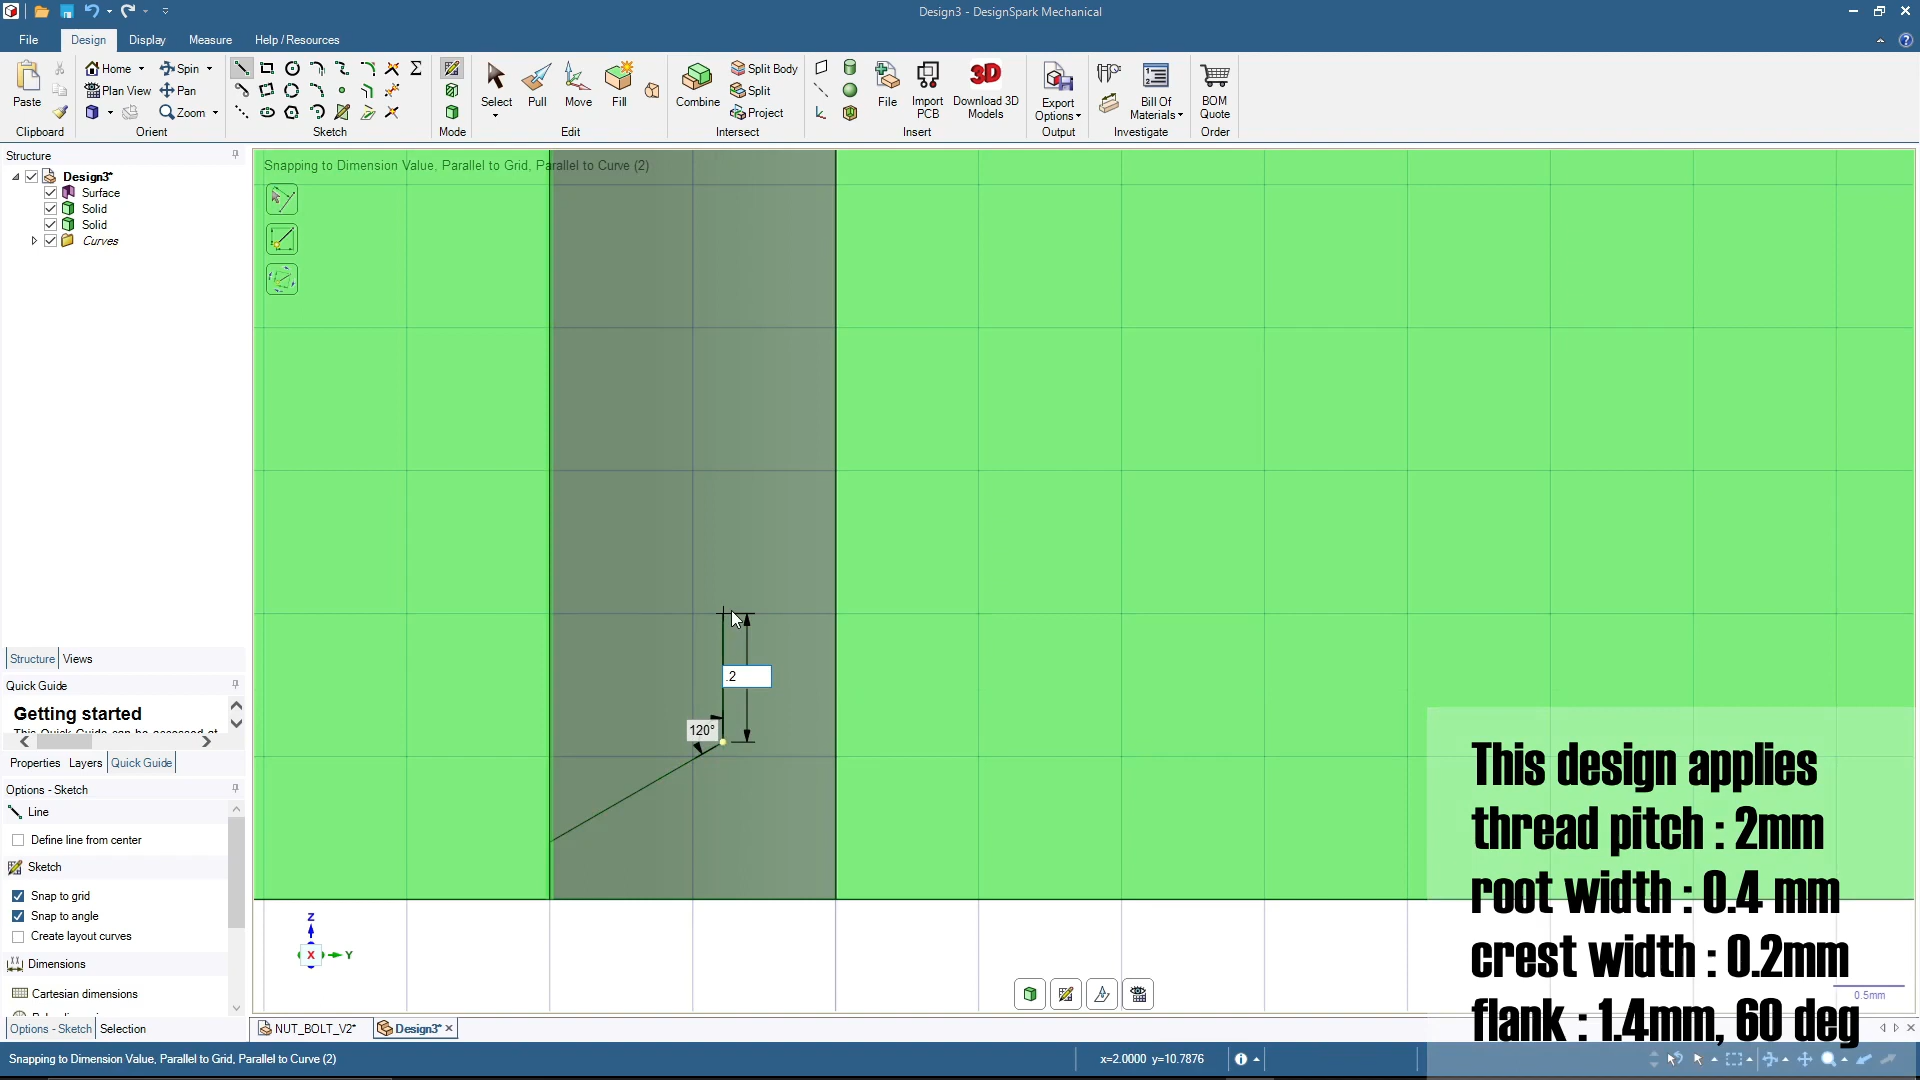 Design3 - DesignSpark Mechanical
File
Design
Display
Measure
Help / Resources
Paste
Clipboard
Home
Plan View
Spin
Pan
Zoom
Orient
Sketch
Mode
Select
Pull
Move
Fill
Edit
Combine
Split Body
Split
Project
Intersect
File
Import PCB
3D
Download 3D Models
Insert
Export Options
Output
Bill Of Materials
Investigate
BOM Quote
Order
Structure
Design3*
Surface
Solid
Solid
Curves
Snapping to Dimension Value, Parallel to Grid, Parallel to Curve (2)
.2
120°
Structure
Views
Quick Guide
Getting started
Properties
Layers
Quick Guide
Options - Sketch
Line
Define line from center
Sketch
Snap to grid
Snap to angle
Create layout curves
Dimensions
Cartesian dimensions
Options - Sketch
Selection
Z
X
Y
This design applies
thread pitch : 2mm
root width : 0.4 mm
crest width : 0.2mm
flank : 1.4mm, 60 deg
0.5mm
NUT_BOLT_V2*
Design3*
Snapping to Dimension Value, Parallel to Grid, Parallel to Curve (2)
x=2.0000 y=10.7876